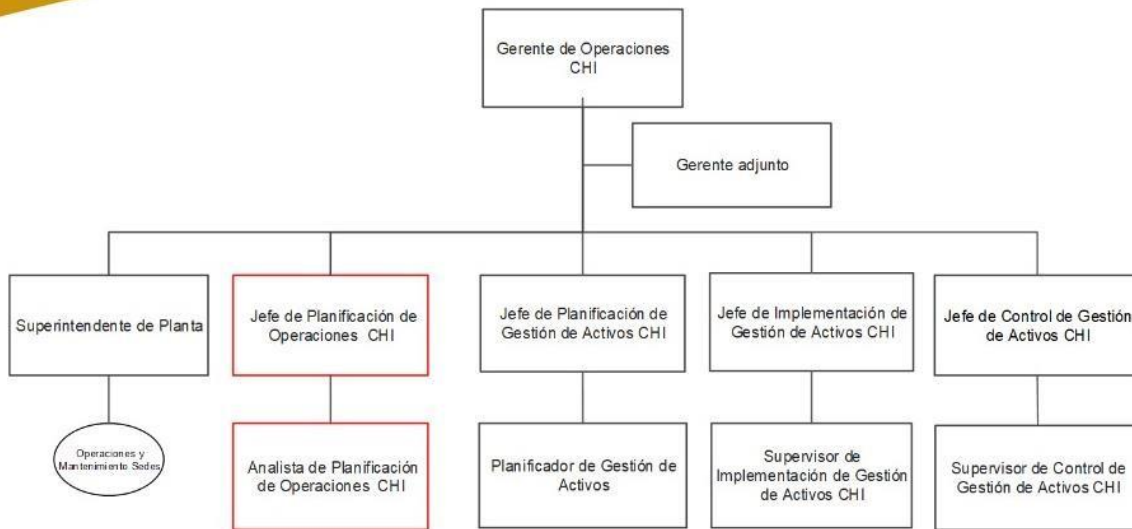 Gerente de Operaciones
CHI
Gerente adjunto
Superintendente de Planta
Jefe de Planificación de
Operaciones CHI
Jefe de Planificación de
Gestión de Activos CHI
Jefe de Implementación de
Gestión de Activos CHI
Jefe de Control de Gestión
de Activos CHI
Operaciones y
Mantenimiento Sedes
Analista de Planificación
de Operaciones CHI
Planificador de Gestión de
Activos
Supervisor de
Implementación de Gestión
de Activos CHI
Supervisor de Control de
Gestión de Activos CHI